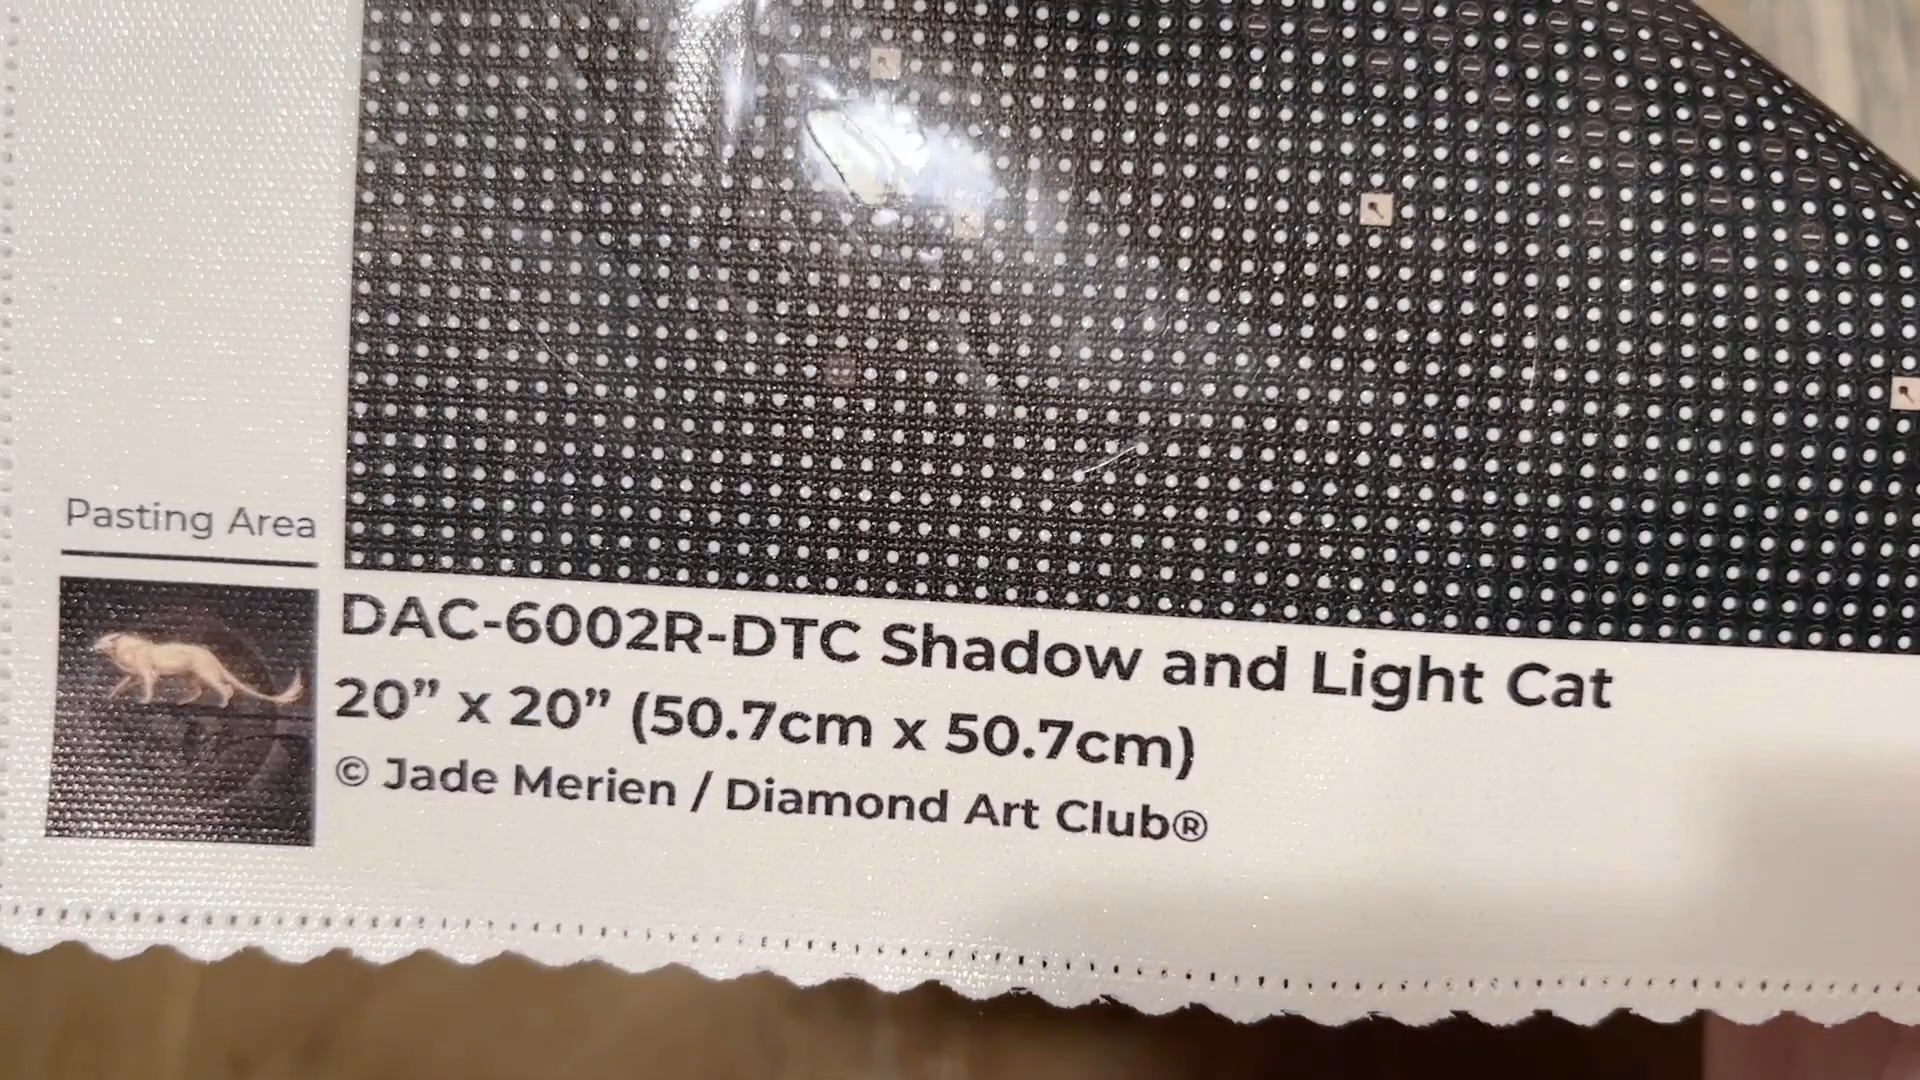 Pasting Area
DAC-6002R-DTC Shadow and Light Cat
20” x 20” (50.7cm x 50.7cm)
© Jade Merien / Diamond Art Club®